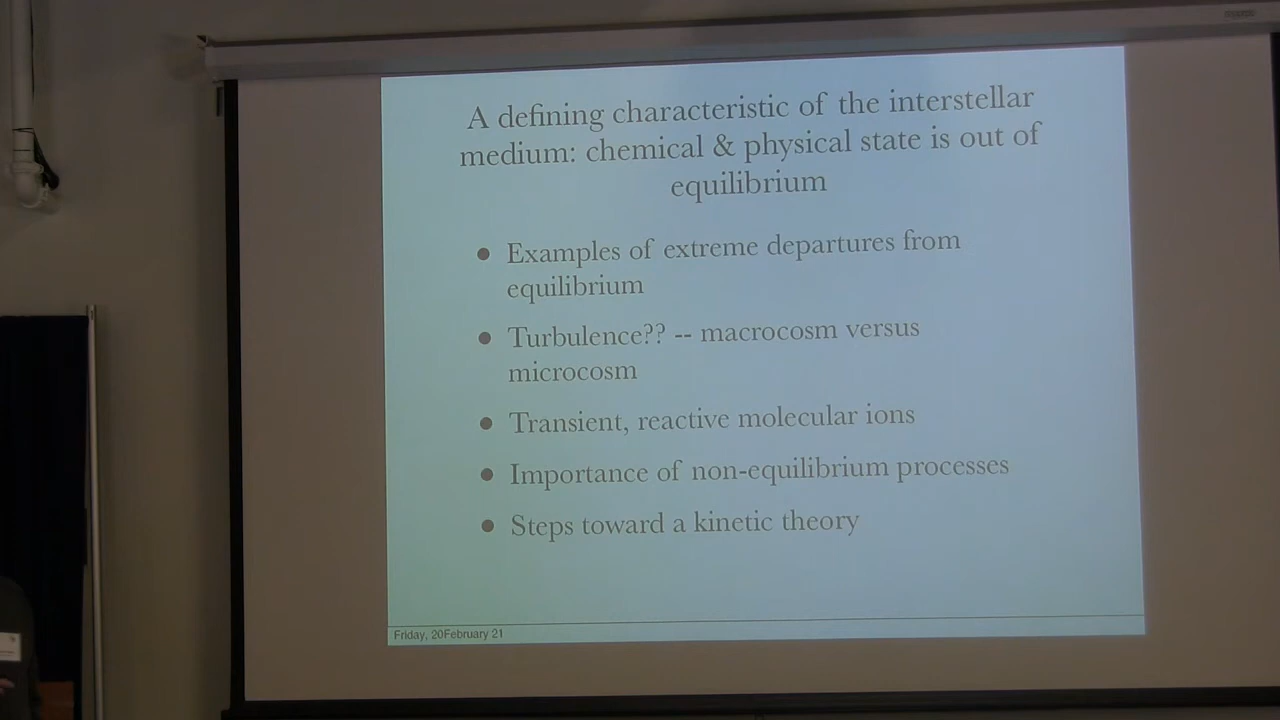 A defining characteristic of the interstellar
medium: chemical & physical state is out of
equilibrium
● Examples of extreme departures from
equilibrium
● Turbulence?? -- macrocosm versus
microcosm
● Transient, reactive molecular ions
● Importance of non-equilibrium processes
● Steps toward a kinetic theory
Friday, 20February 21